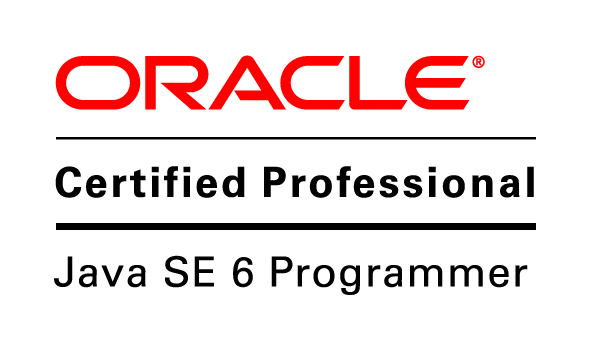 ORACLE®
Certified Professional
Java SE 6 Programmer